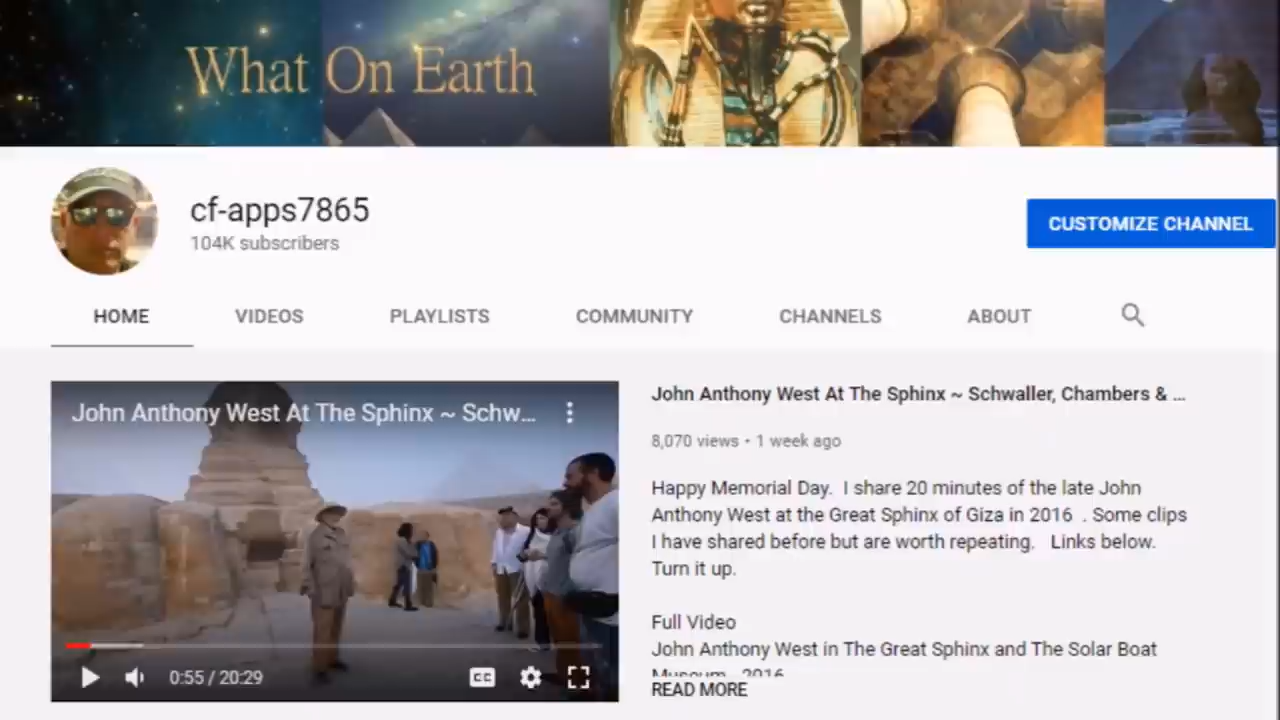 What On Earth
cf-apps7865
104K subscribers
CUSTOMIZE CHANNEL
HOME VIDEOS PLAYLISTS COMMUNITY CHANNELS ABOUT
John Anthony West At The Sphinx ~ Schw...
0:55 / 20:29
CC
John Anthony West At The Sphinx ~ Schwaller, Chambers & ...
8,070 views • 1 week ago
Happy Memorial Day. I share 20 minutes of the late John
Anthony West at the Great Sphinx of Giza in 2016 . Some clips
I have shared before but are worth repeating. Links below.
Turn it up.
Full Video
John Anthony West in The Great Sphinx and The Solar Boat
Museum 2016
READ MORE